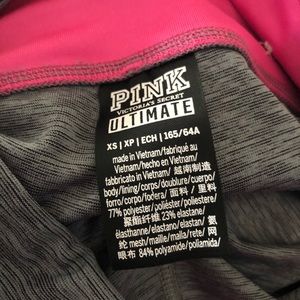 PINK
VICTORIA'S SECRET
ULTIMATE
XS | XP | ECH | 165/64A
made in Vietnam/fabriqué au
Vietnam/hecho en Vietnam/
fabbricato in Vietnam/ 越南制造
body/lining/corps/doublure/cuerpo/
forro/corpo/fodera | 面料 / 里料
77% polyester/poliéster/poliestere/
聚酯纤维 23% elastane/
élasthanne/elastano/elastan/ 氨
纶 mesh/maille/malla/rete/ 网
眼布 84% polyamide/poliamida/